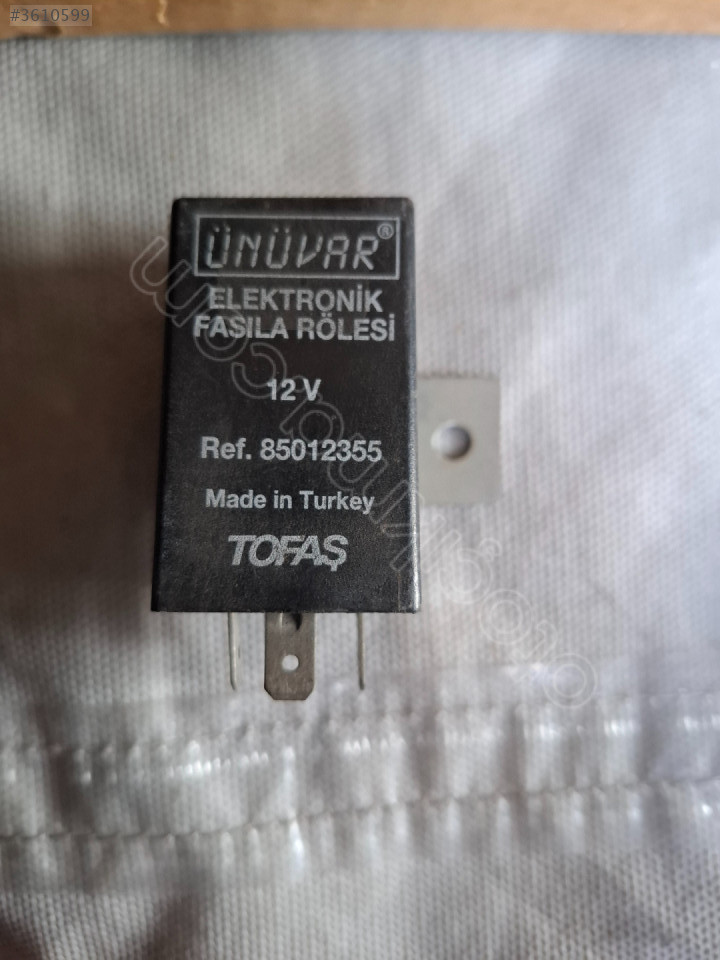 #3610599
ÜNÜVAR®
ELEKTRONİK
FASILA RÖLESİ
12 V
Ref. 85012355
Made in Turkey
TOFAŞ